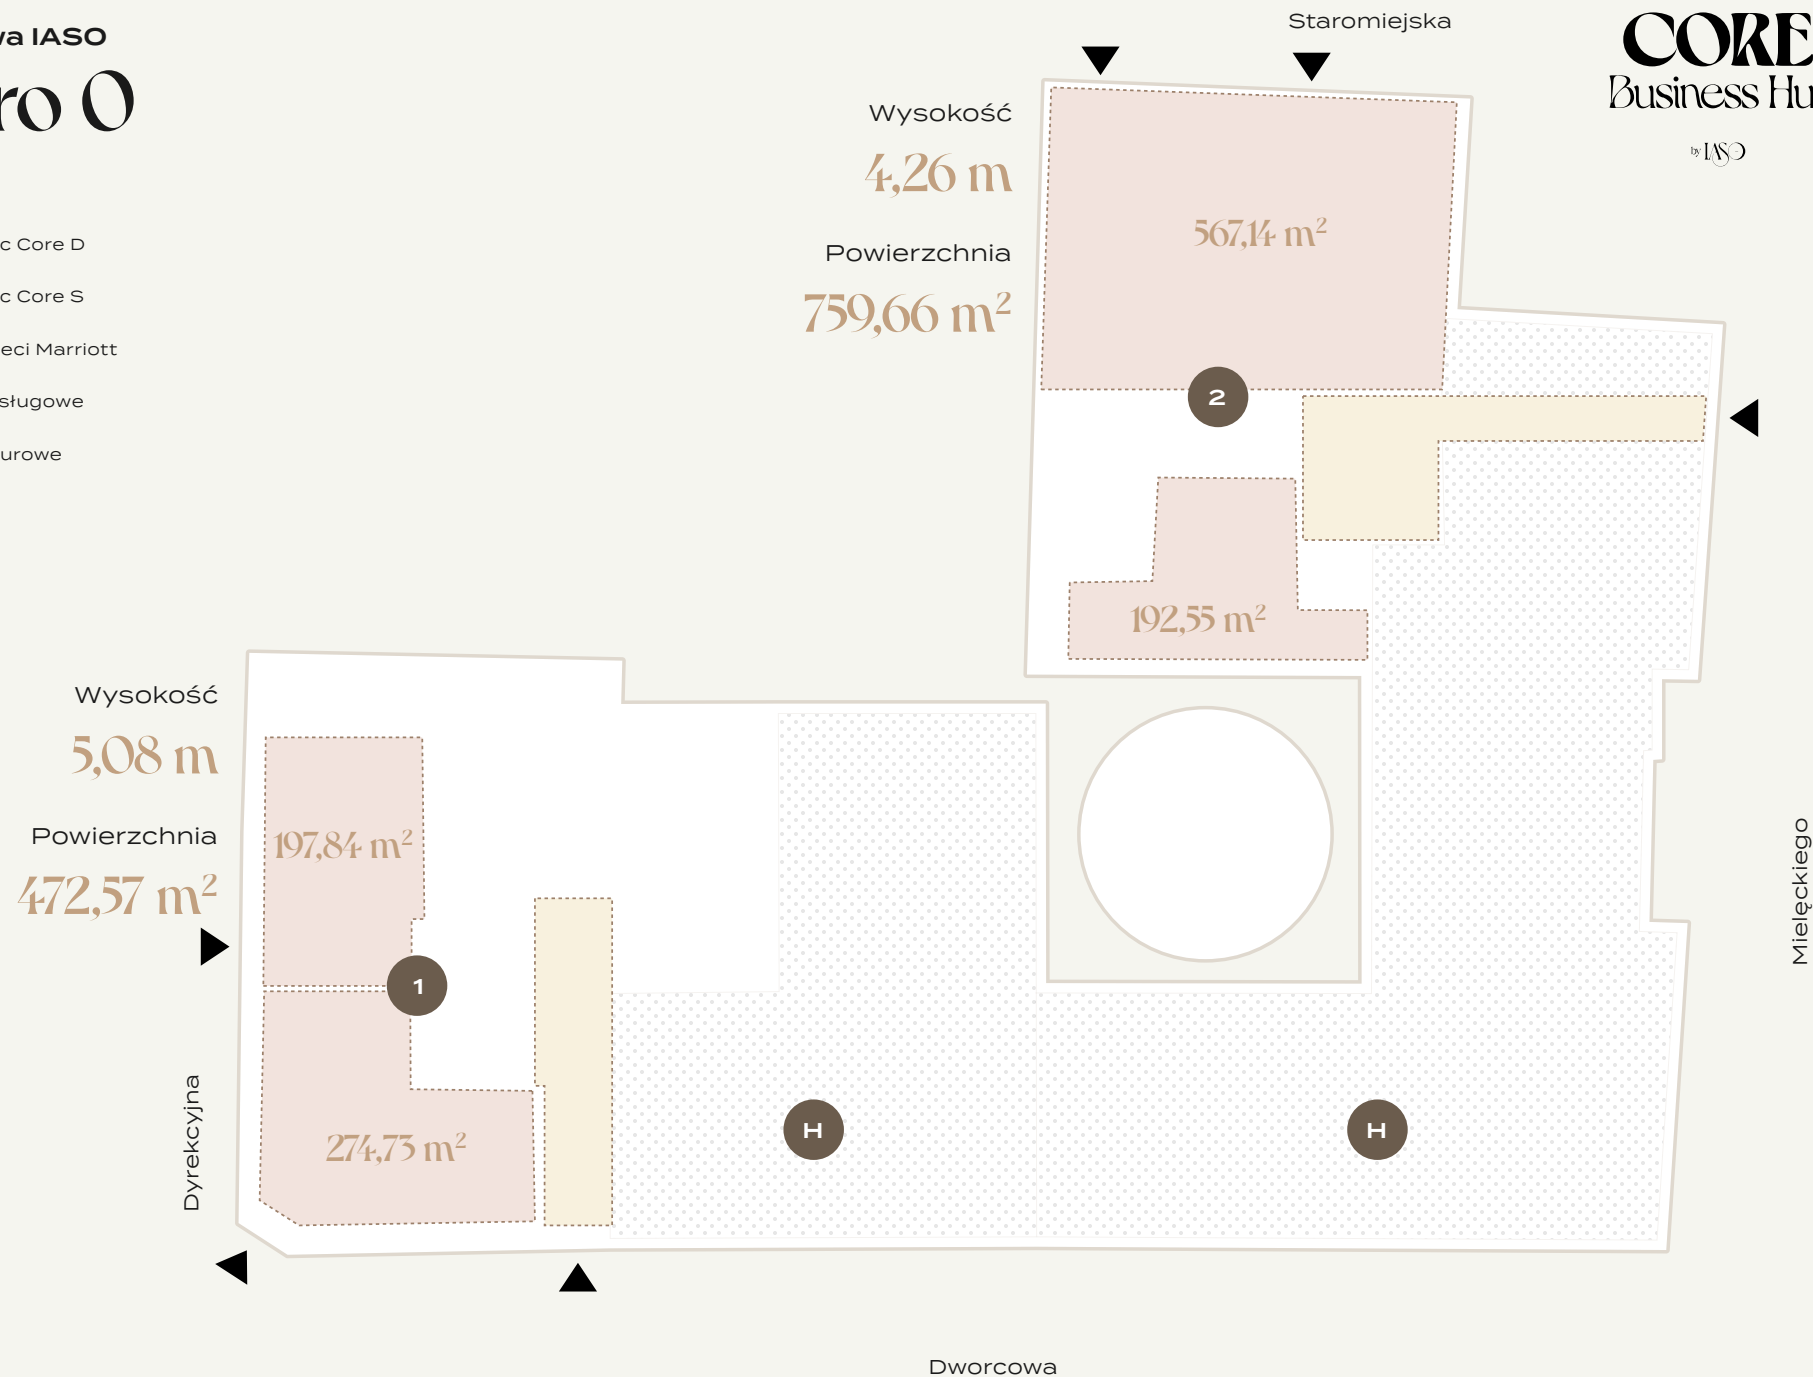 wa IASO
ro 0
c Core D
c Core S
eci Marriott
sługowe
urowe
Staromiejska
CORE
Business Hu
by IASO
Wysokość
4,26 m
Powierzchnia
759,66 m²
567,14 m²
2
192,55 m²
Wysokość
5,08 m
Powierzchnia
472,57 m²
197,84 m²
1
274,73 m²
H
H
Dyrekcyjna
Mielęckiego
Dworcowa